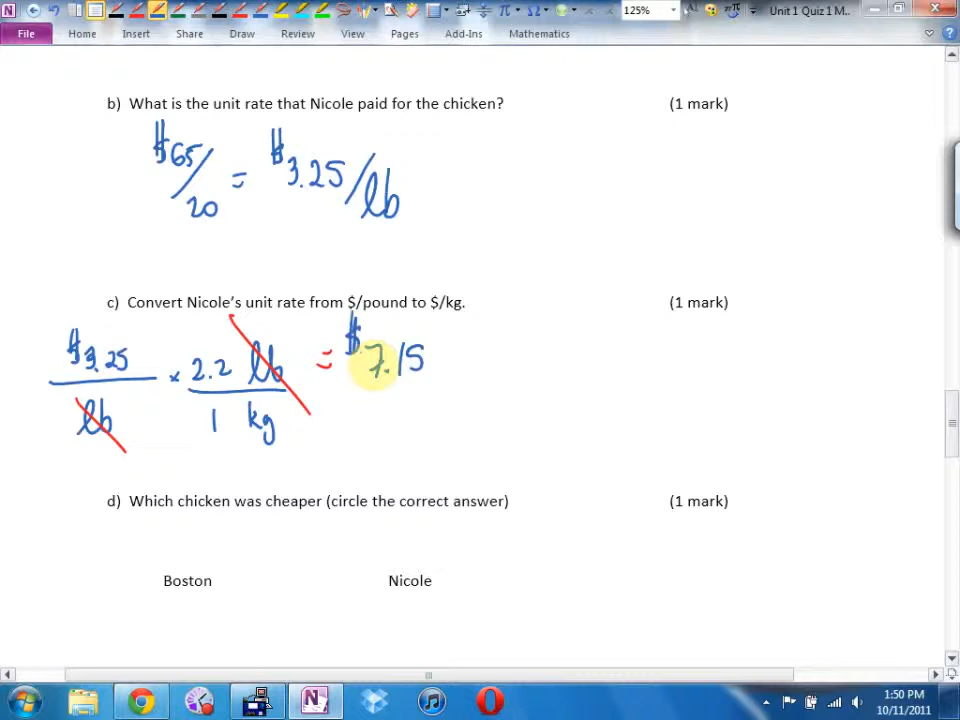 125%
Unit 1 Quiz 1 M..
File Home Insert Share Draw Review View Pages Add-Ins Mathematics
b) What is the unit rate that Nicole paid for the chicken? (1 mark)
$65/20 = $3.25/lb
c) Convert Nicole's unit rate from $/pound to $/kg. (1 mark)
$3.25 × 2.2 lb = $7.15
lb 1 kg
d) Which chicken was cheaper (circle the correct answer) (1 mark)
Boston Nicole
1:50 PM
10/11/2011